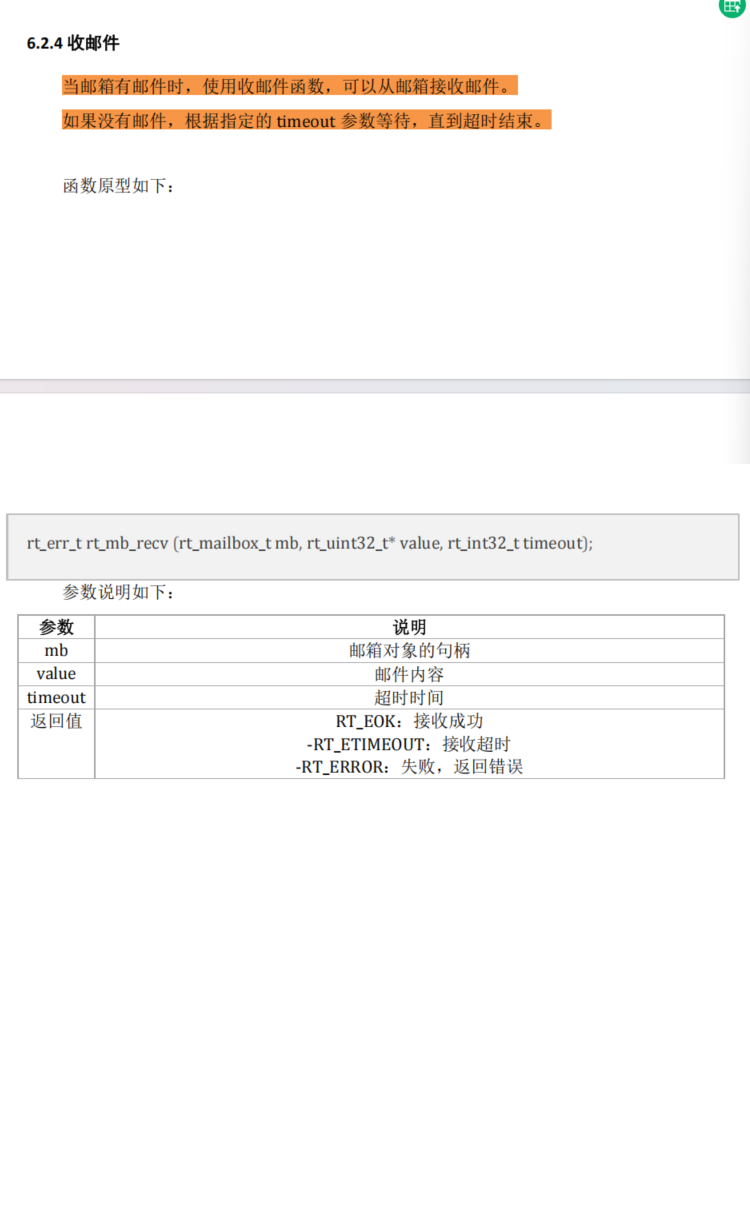 6.2.4 收邮件
当邮箱有邮件时，使用收邮件函数，可以从邮箱接收邮件。
如果没有邮件，根据指定的 timeout 参数等待，直到超时结束。
函数原型如下：
rt_err_t rt_mb_recv (rt_mailbox_t mb, rt_uint32_t* value, rt_int32_t timeout);
参数说明如下：
参数 说明
mb 邮箱对象的句柄
value 邮件内容
timeout 超时时间
返回值 RT_EOK：接收成功
-RT_ETIMEOUT：接收超时
-RT_ERROR：失败，返回错误